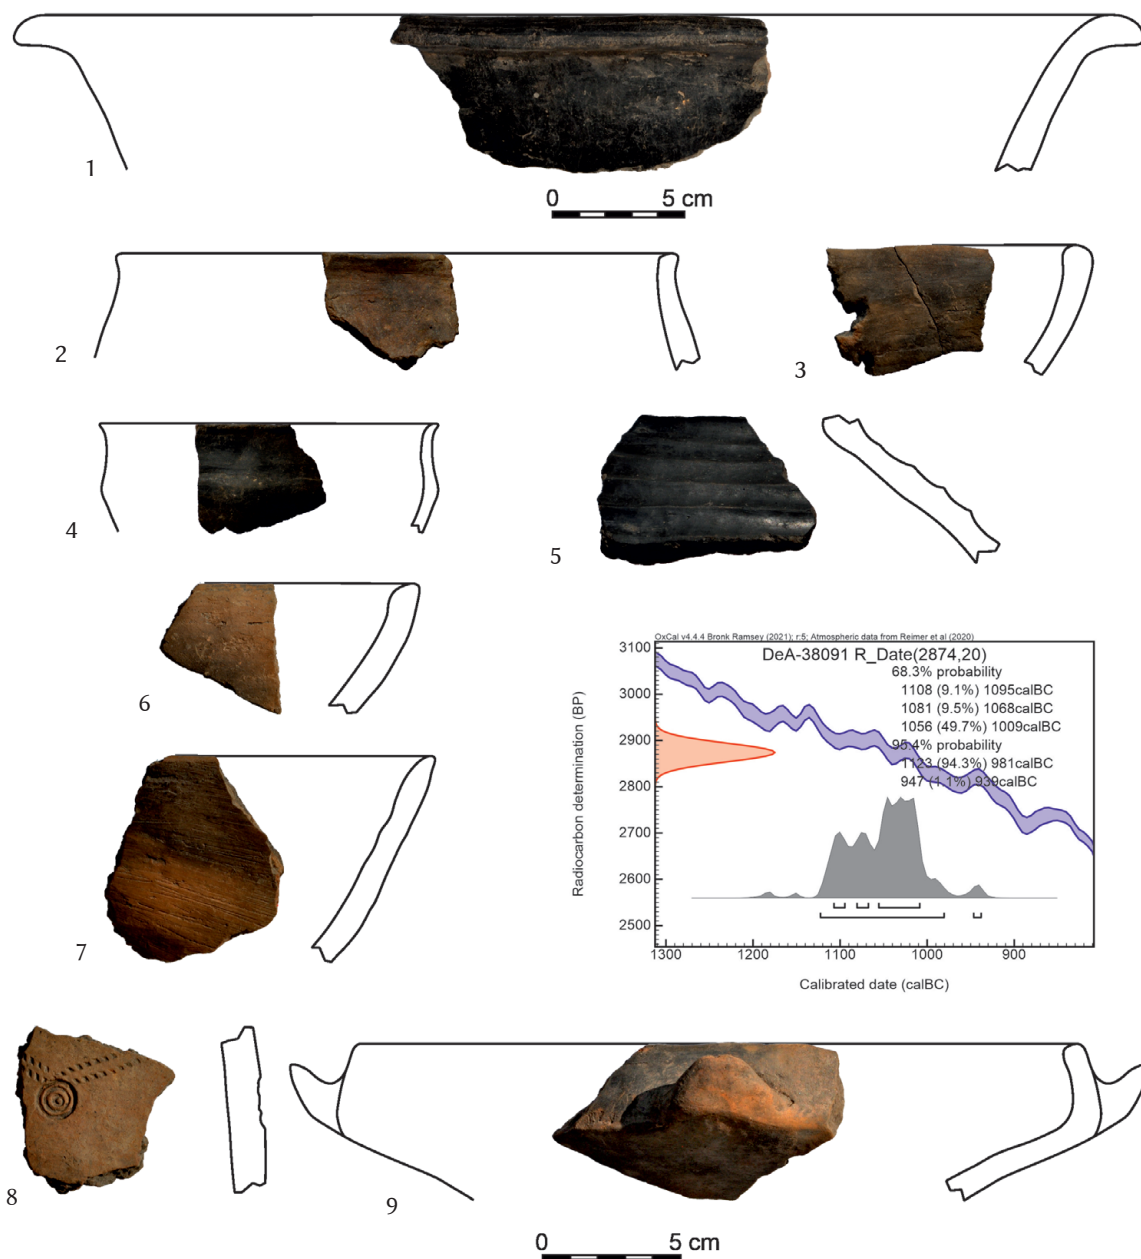 1
0 5 cm
2
3
4
5
6
OxCal v4.4.4 Bronk Ramsey (2021); r:5; Atmospheric data from Reimer et al (2020)
DeA-38091 R_Date(2874,20)
68.3% probability
1108 (9.1%) 1095calBC
1081 (9.5%) 1068calBC
1056 (49.7%) 1009calBC
95.4% probability
1123 (94.3%) 981calBC
947 (1.1%) 939calBC
Radiocarbon determination (BP)
3100
3000
2900
2800
2700
2600
2500
1300 1200 1100 1000 900
Calibrated date (calBC)
7
8
9
0 5 cm